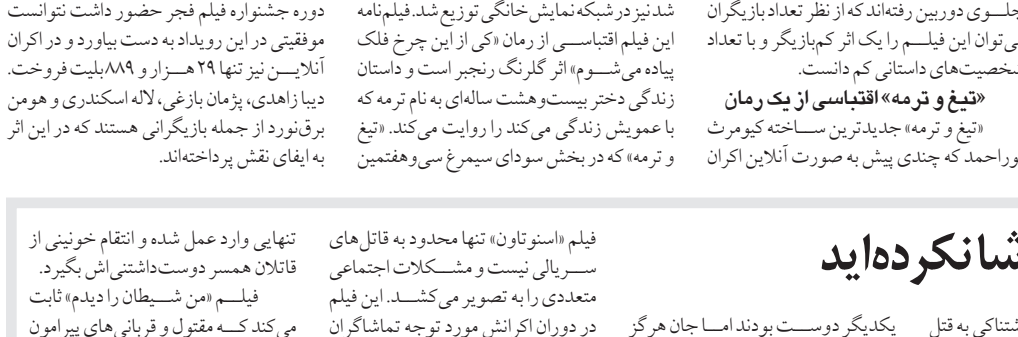 جلوی دوربین رفته‌اند که از نظر تعداد بازیگران
می‌توان این فیلم را یک اثر کم‌بازیگر و با تعداد
شخصیت‌های داستانی کم دانست.
«تیغ و ترمه» اقتباسی از یک رمان
«تیغ و ترمه» جدیدترین ساخته کیومرث
پوراحمد که چندی پیش به صورت آنلاین اکران
شد نیز در شبکه نمایش خانگی توزیع شد. فیلم‌نامه
این فیلم اقتباسی از رمان «کی از این چرخ فلک
پیاده می‌شوم» اثر گلرنگ رنجبر است و داستان
زندگی دختر بیست‌وهشت ساله‌ای به نام ترمه که
با عمویش زندگی می‌کند را روایت می‌کند. «تیغ
و ترمه» که در بخش سودای سیمرغ سی‌وهفتمین
دوره جشنواره فیلم فجر حضور داشت نتوانست
موفقیتی در این رویداد به دست بیاورد و در اکران
آنلاین نیز تنها ۲۹ هزار و ۸۸۹ بلیت فروخت.
دیبا زاهدی، پژمان بازغی، لاله اسکندری و هومن
برق‌نورد از جمله بازیگرانی هستند که در این اثر
به ایفای نقش پرداخته‌اند.
نکرده‌اید
به قتل
یکدیگر دوست بودند اما جان هرگز
فیلم «اسنوتاون» تنها محدود به قاتل‌های
سریالی نیست و مشکلات اجتماعی
متعددی را به تصویر می‌کشد. این فیلم
در دوران اکرانش مورد توجه تماشاگران
تنهایی وارد عمل شده و انتقام خونینی از
قاتلان همسر دوست‌داشتنی‌اش بگیرد.
فیلم «من شیطان را دیدم» ثابت
می‌کند که مقتول و قربانی‌های پیرامون